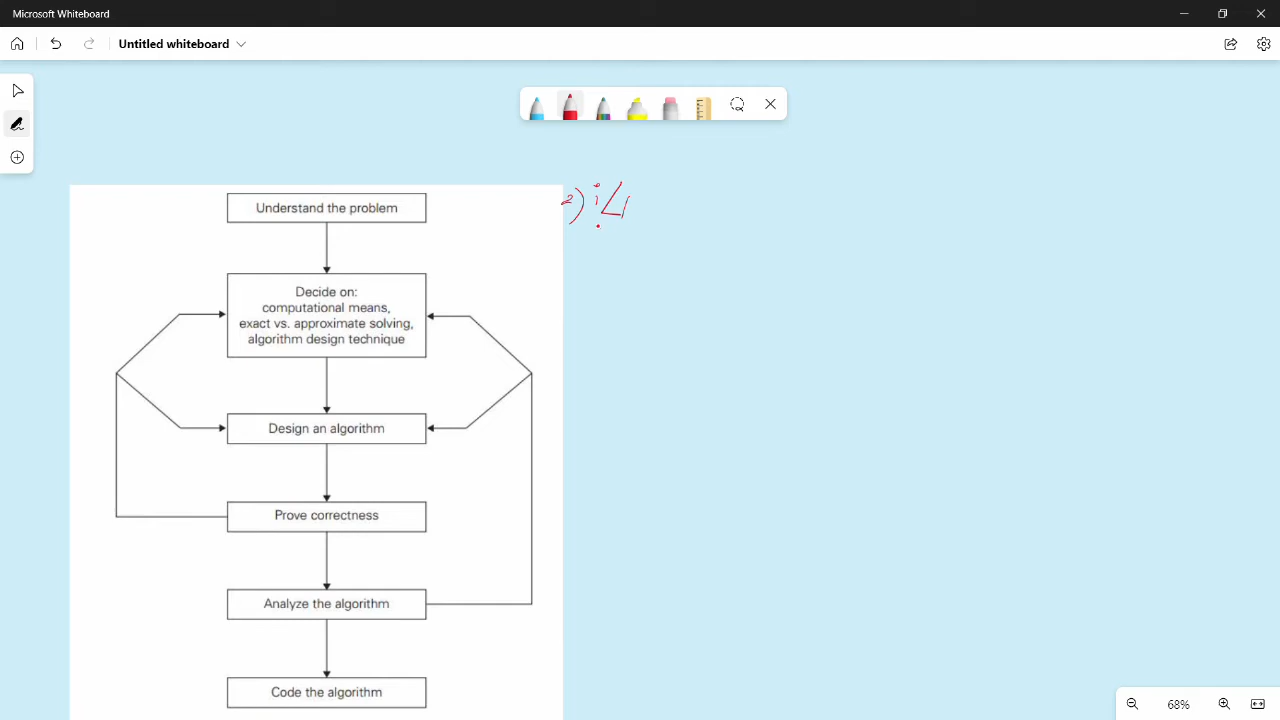 Microsoft Whiteboard
Untitled whiteboard
2) i
Understand the problem
Decide on:
computational means,
exact vs. approximate solving,
algorithm design technique
Design an algorithm
Prove correctness
Analyze the algorithm
Code the algorithm
68%